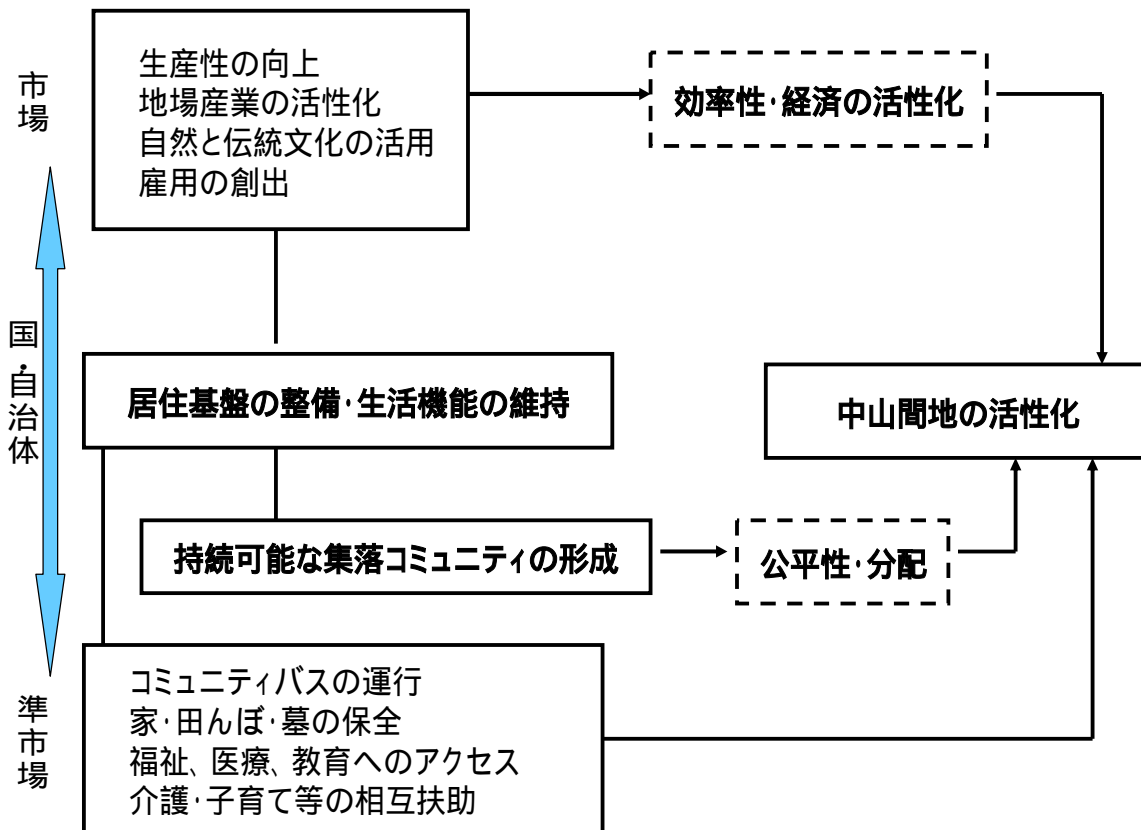 市場
国・自治体
準市場
生産性の向上
地場産業の活性化
自然と伝統文化の活用
雇用の創出
効率性・経済の活性化
居住基盤の整備・生活機能の維持
中山間地の活性化
持続可能な集落コミュニティの形成
公平性・分配
コミュニティバスの運行
家・田んぼ・墓の保全
福祉、医療、教育へのアクセス
介護・子育て等の相互扶助